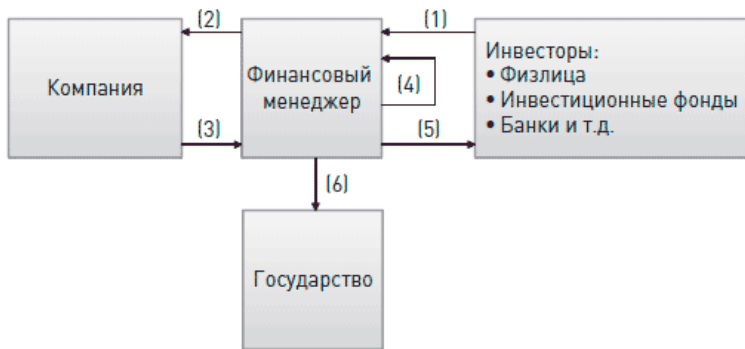 (2)
(1)
Компания
Финансовый
менеджер
(4)
Инвесторы:
• Физлица
• Инвестиционные фонды
• Банки и т.д.
(3)
(5)
(6)
Государство